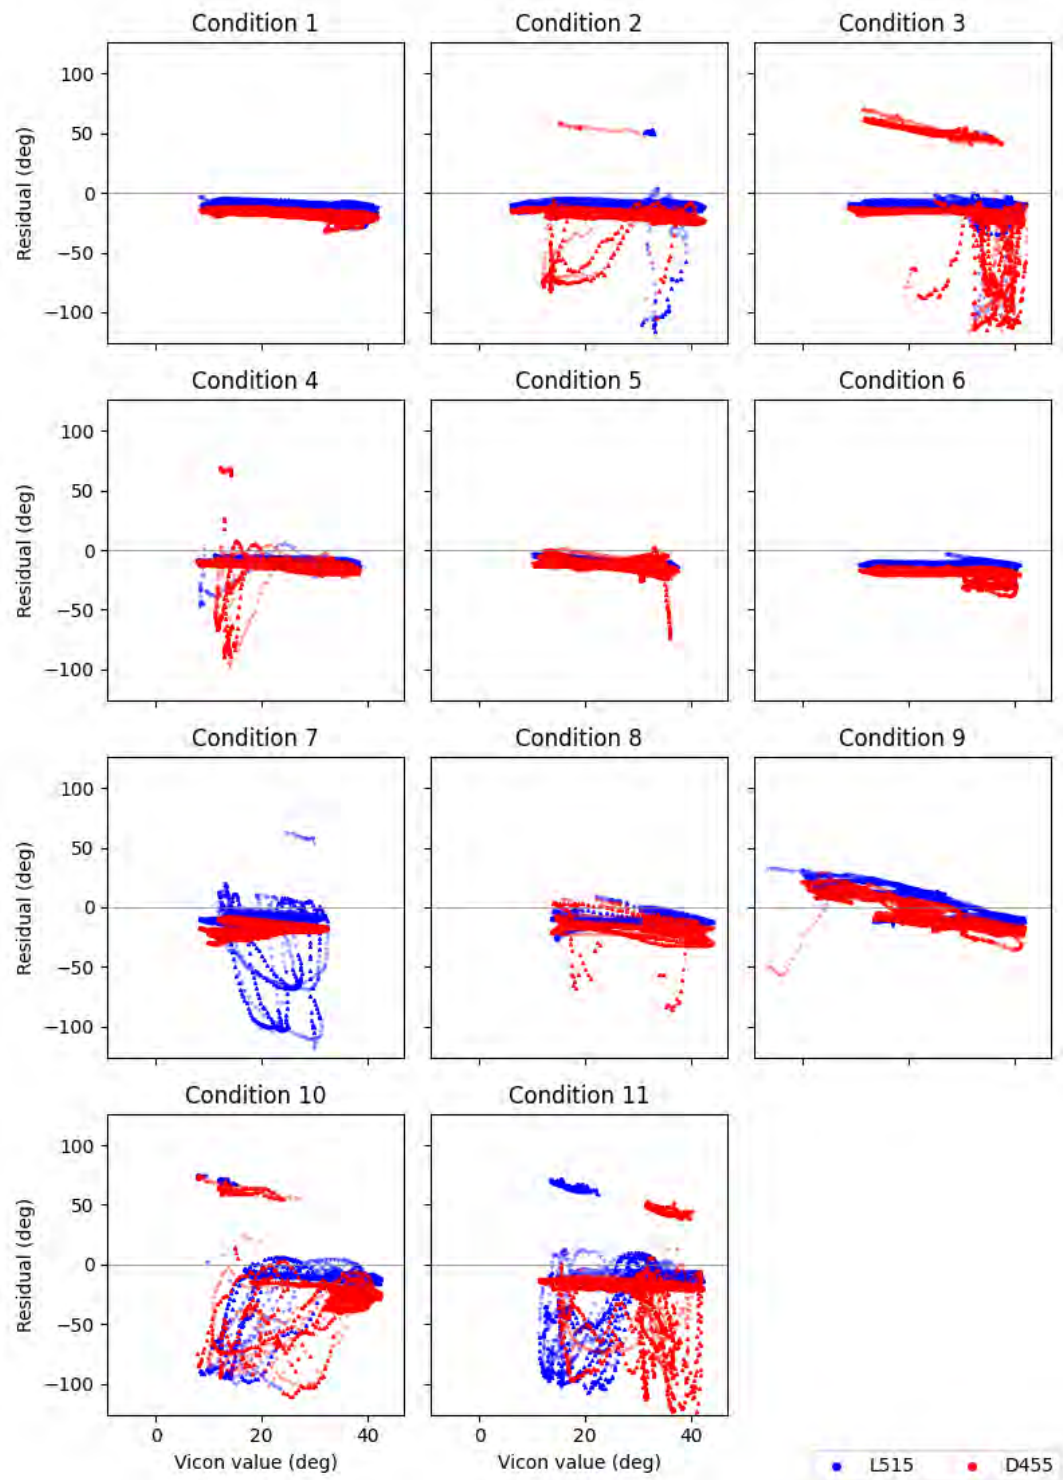 Condition 1 Condition 2 Condition 3
100
50
0
−50
−100
Residual (deg)
Condition 4 Condition 5 Condition 6
100
50
0
−50
−100
Residual (deg)
Condition 7 Condition 8 Condition 9
100
50
0
−50
−100
Residual (deg)
Condition 10 Condition 11
100
50
0
−50
−100
Residual (deg)
0 20 40 0 20 40
Vicon value (deg) Vicon value (deg)
L515 D455